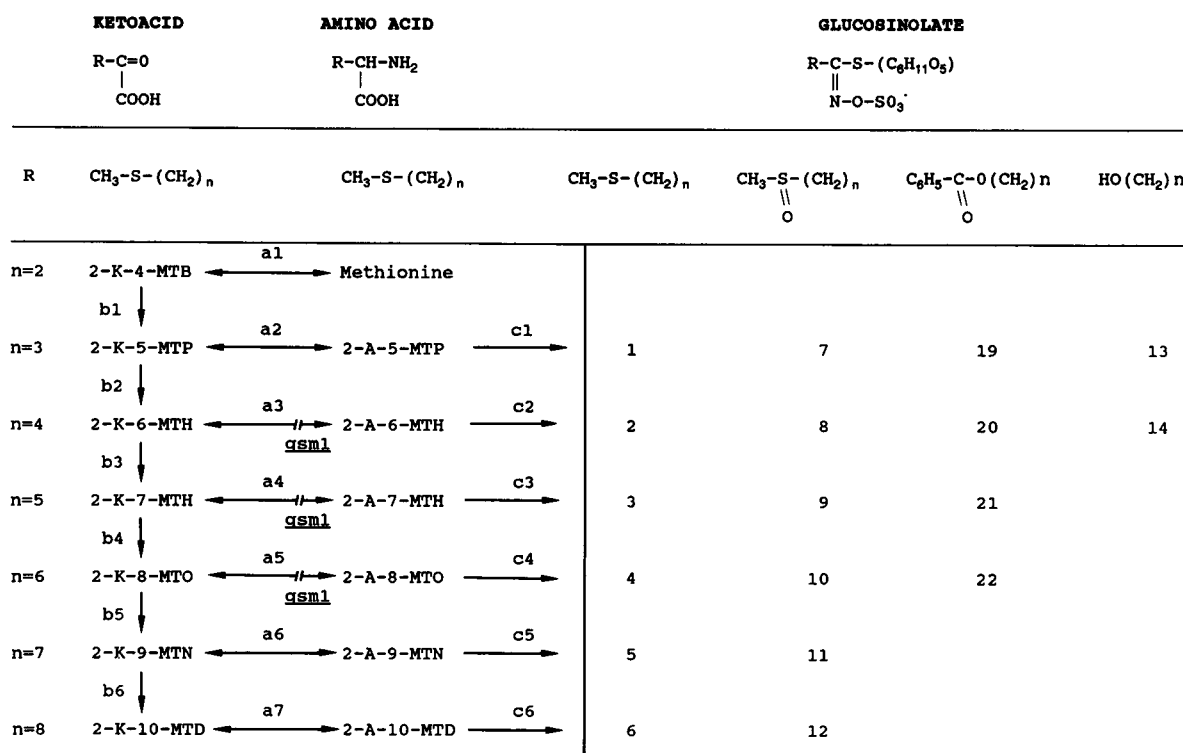 KETOACID AMINO ACID GLUCOSINOLATE
R-C=O R-CH-NH₂ R-C-S-(C₆H₁₁O₅)
COOH COOH N-O-SO₃⁻
R CH₃-S-(CH₂)ₙ CH₃-S-(CH₂)ₙ CH₃-S-(CH₂)ₙ CH₃-S-(CH₂)ₙ C₆H₅-C-O(CH₂)n HO(CH₂)n
O O
a1
n=2 2-K-4-MTB Methionine
b1
a2 c1
n=3 2-K-5-MTP 2-A-5-MTP 1 7 19 13
b2
a3 c2
n=4 2-K-6-MTH 2-A-6-MTH 2 8 20 14
gsm1
b3
a4 c3
n=5 2-K-7-MTH 2-A-7-MTH 3 9 21
gsm1
b4
a5 c4
n=6 2-K-8-MTO 2-A-8-MTO 4 10 22
gsm1
b5
a6 c5
n=7 2-K-9-MTN 2-A-9-MTN 5 11
b6
a7 c6
n=8 2-K-10-MTD 2-A-10-MTD 6 12